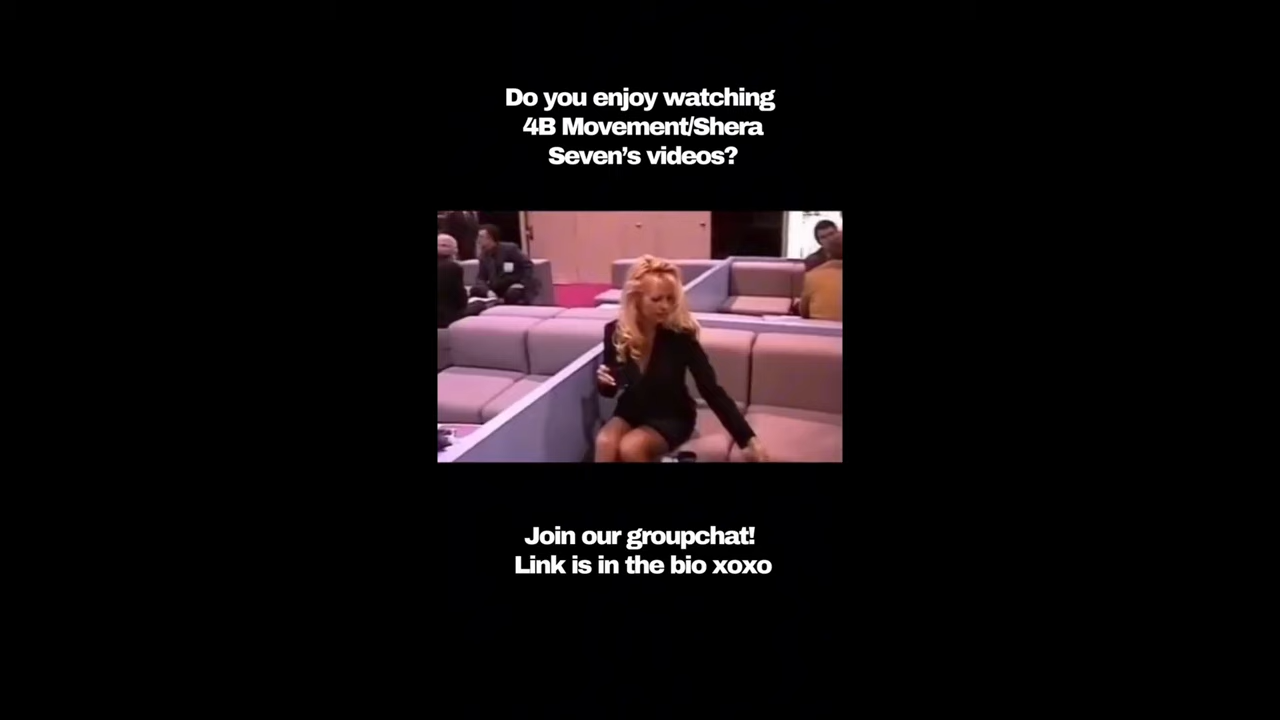 Do you enjoy watching
4B Movement/Shera
Seven’s videos?
Join our groupchat!
Link is in the bio xoxo